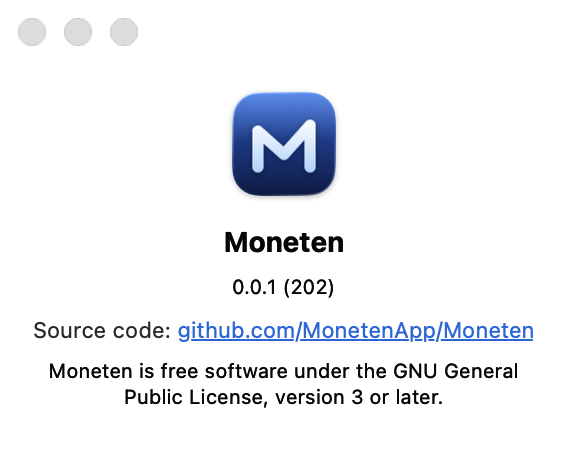 M
Moneten
0.0.1 (202)
Source code: github.com/MonetenApp/Moneten
Moneten is free software under the GNU General
Public License, version 3 or later.